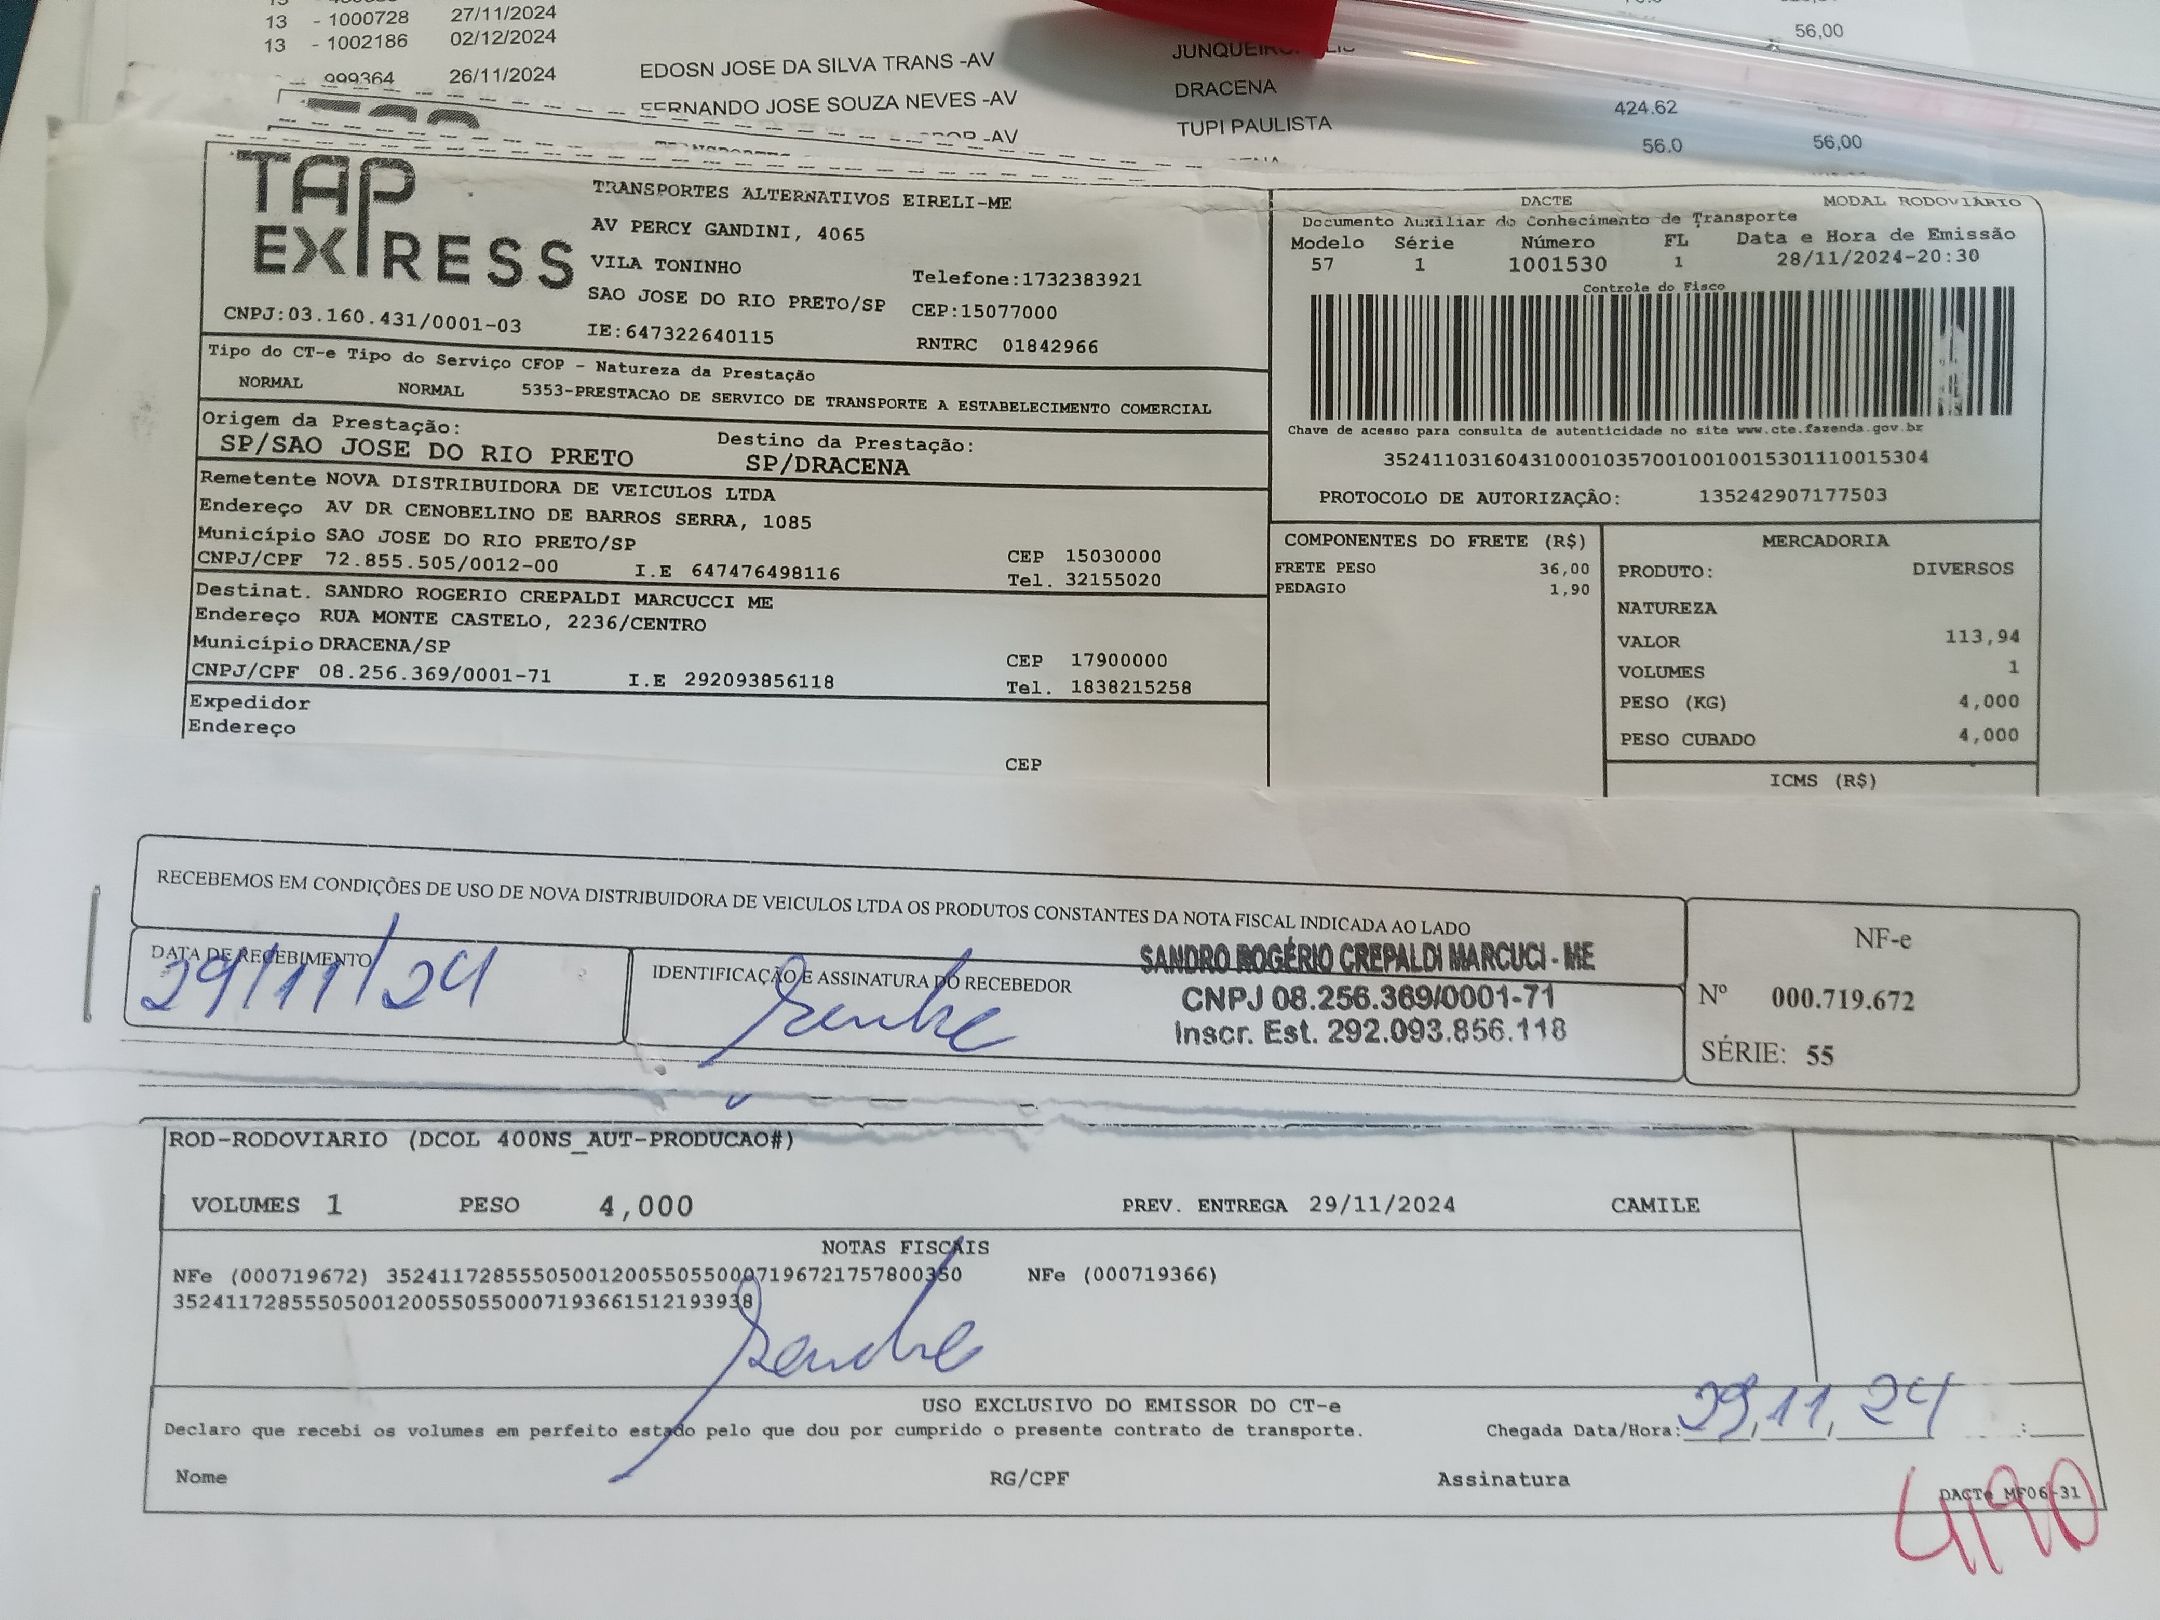 13 - 1000728 27/11/2024
13 - 1002186 02/12/2024 56,00
999364 26/11/2024 EDOSN JOSE DA SILVA TRANS -AV
FERNANDO JOSE SOUZA NEVES -AV DRACENA 424.62
-AV TUPI PAULISTA 56.0 56,00
TAP EXPRESS
TRANSPORTES ALTERNATIVOS EIRELI-ME
AV PERCY GANDINI, 4065
VILA TONINHO Telefone:1732383921
SAO JOSE DO RIO PRETO/SP CEP:15077000
CNPJ:03.160.431/0001-03 IE:647322640115 RNTRC 01842966
DACTE MODAL RODOVIÁRIO
Documento Auxiliar do Conhecimento de Transporte
Modelo Série Número FL Data e Hora de Emissão
57 1 1001530 1 28/11/2024-20:30
Controle do Fisco
Chave de acesso para consulta de autenticidade no site www.cte.fazenda.gov.br
35241103160431000103570010010015301110015304
PROTOCOLO DE AUTORIZAÇÃO: 135242907177503
Tipo do CT-e Tipo do Serviço CFOP - Natureza da Prestação
NORMAL NORMAL 5353-PRESTACAO DE SERVICO DE TRANSPORTE A ESTABELECIMENTO COMERCIAL
Origem da Prestação: Destino da Prestação:
SP/SAO JOSE DO RIO PRETO SP/DRACENA
Remetente NOVA DISTRIBUIDORA DE VEICULOS LTDA
Endereço AV DR CENOBELINO DE BARROS SERRA, 1085
Município SAO JOSE DO RIO PRETO/SP CEP 15030000
CNPJ/CPF 72.855.505/0012-00 I.E 647476498116 Tel. 32155020
Destinat. SANDRO ROGERIO CREPALDI MARCUCCI ME
Endereço RUA MONTE CASTELO, 2236/CENTRO
Município DRACENA/SP CEP 17900000
CNPJ/CPF 08.256.369/0001-71 I.E 292093856118 Tel. 1838215258
Expedidor
Endereço
CEP
COMPONENTES DO FRETE (R$)
FRETE PESO 36,00
PEDAGIO 1,90
MERCADORIA
PRODUTO: DIVERSOS
NATUREZA
VALOR 113,94
VOLUMES 1
PESO (KG) 4,000
PESO CUBADO 4,000
ICMS (R$)
RECEBEMOS EM CONDIÇÕES DE USO DE NOVA DISTRIBUIDORA DE VEICULOS LTDA OS PRODUTOS CONSTANTES DA NOTA FISCAL INDICADA AO LADO
DATA DE RECEBIMENTO
29/11/24
IDENTIFICAÇÃO E ASSINATURA DO RECEBEDOR
SANDRO ROGÉRIO CREPALDI MARCUCI - ME
CNPJ 08.256.369/0001-71
Inscr. Est. 292.093.856.118
NF-e
Nº 000.719.672
SÉRIE: 55
ROD-RODOVIARIO (DCOL 400NS_AUT-PRODUCAO#)
VOLUMES 1 PESO 4,000 PREV. ENTREGA 29/11/2024 CAMILE
NOTAS FISCAIS
NFe (000719672) 35241172855505001200550550007196721757800350 NFe (000719366)
35241172855505001200550550007193661512193938
USO EXCLUSIVO DO EMISSOR DO CT-e
Declaro que recebi os volumes em perfeito estado pelo que dou por cumprido o presente contrato de transporte. Chegada Data/Hora: 29,11,24 :
Nome RG/CPF Assinatura
DACTe MF06-31
4190